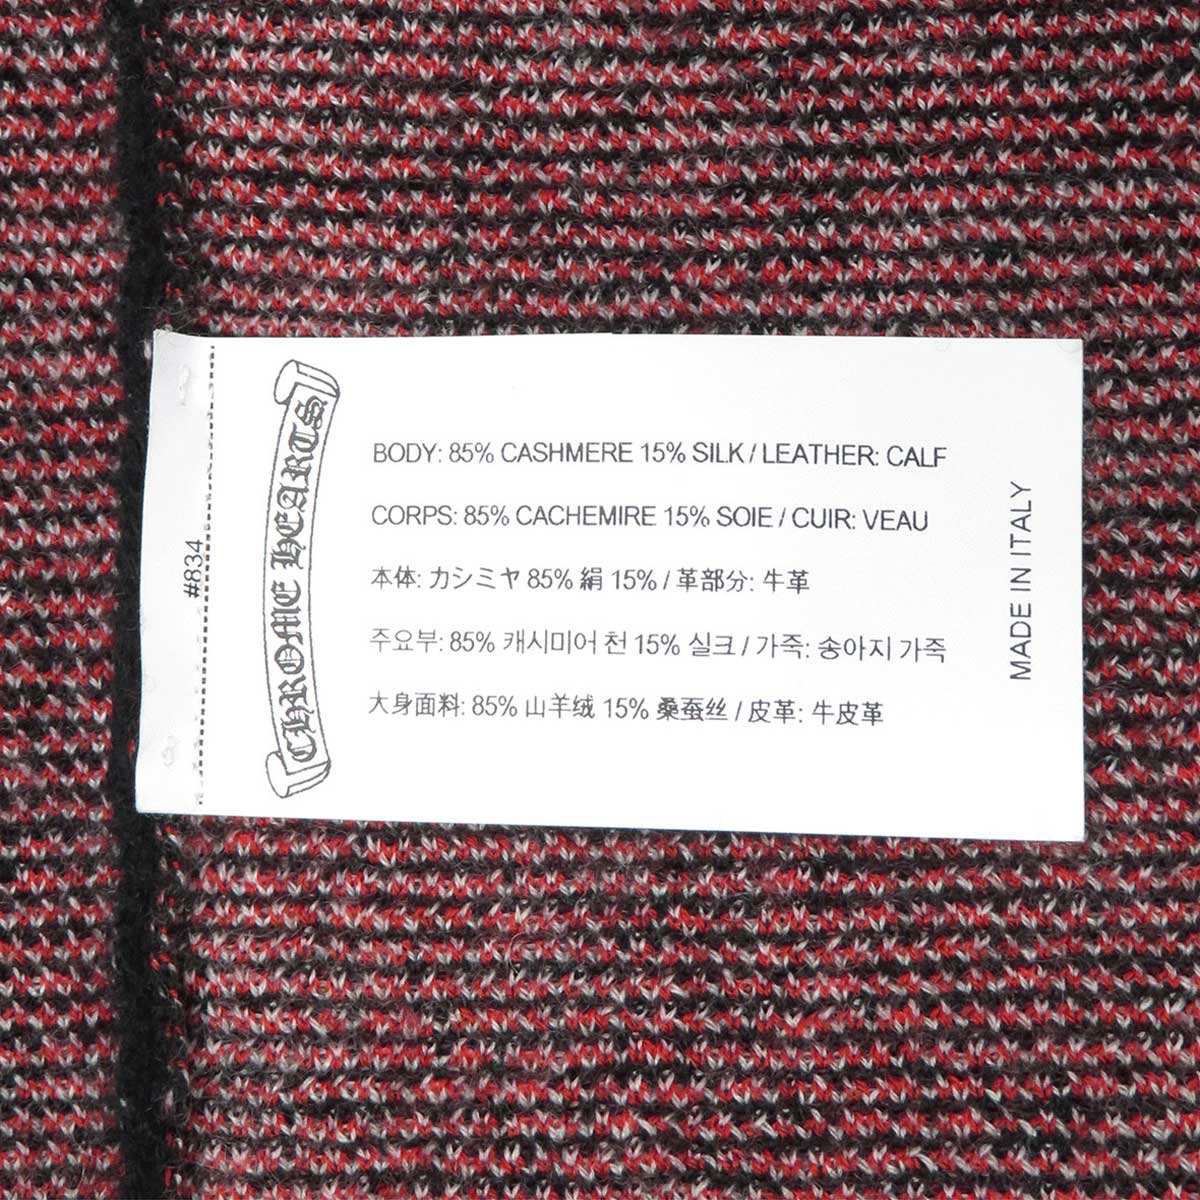 #834
CHROME HEARTS
BODY: 85% CASHMERE 15% SILK / LEATHER: CALF
CORPS: 85% CACHEMIRE 15% SOIE / CUIR: VEAU
本体: カシミヤ 85% 絹 15% / 革部分: 牛革
주요부: 85% 캐시미어 천 15% 실크 / 가죽: 송아지 가죽
大身面料: 85% 山羊绒 15% 桑蚕丝 / 皮革: 牛皮革
MADE IN ITALY